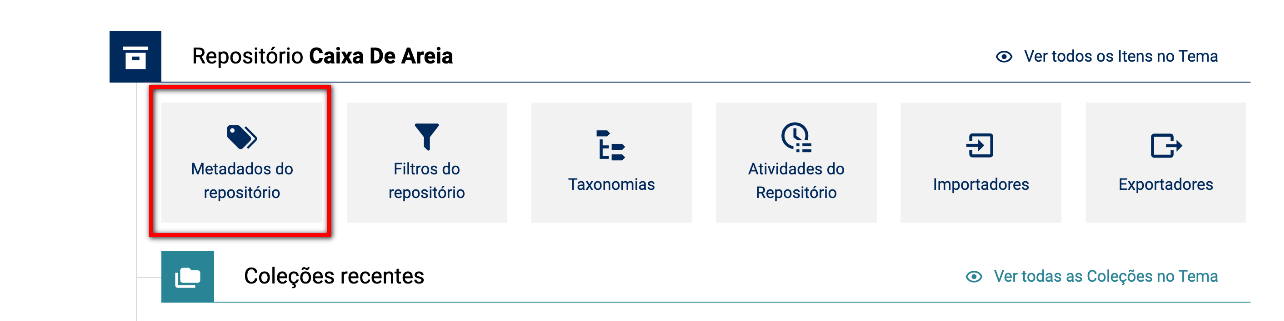 Repositório Caixa De Areia
Ver todos os Itens no Tema
Metadados do
repositório
Filtros do
repositório
Taxonomias
Atividades do
Repositório
Importadores
Exportadores
Coleções recentes
Ver todas as Coleções no Tema